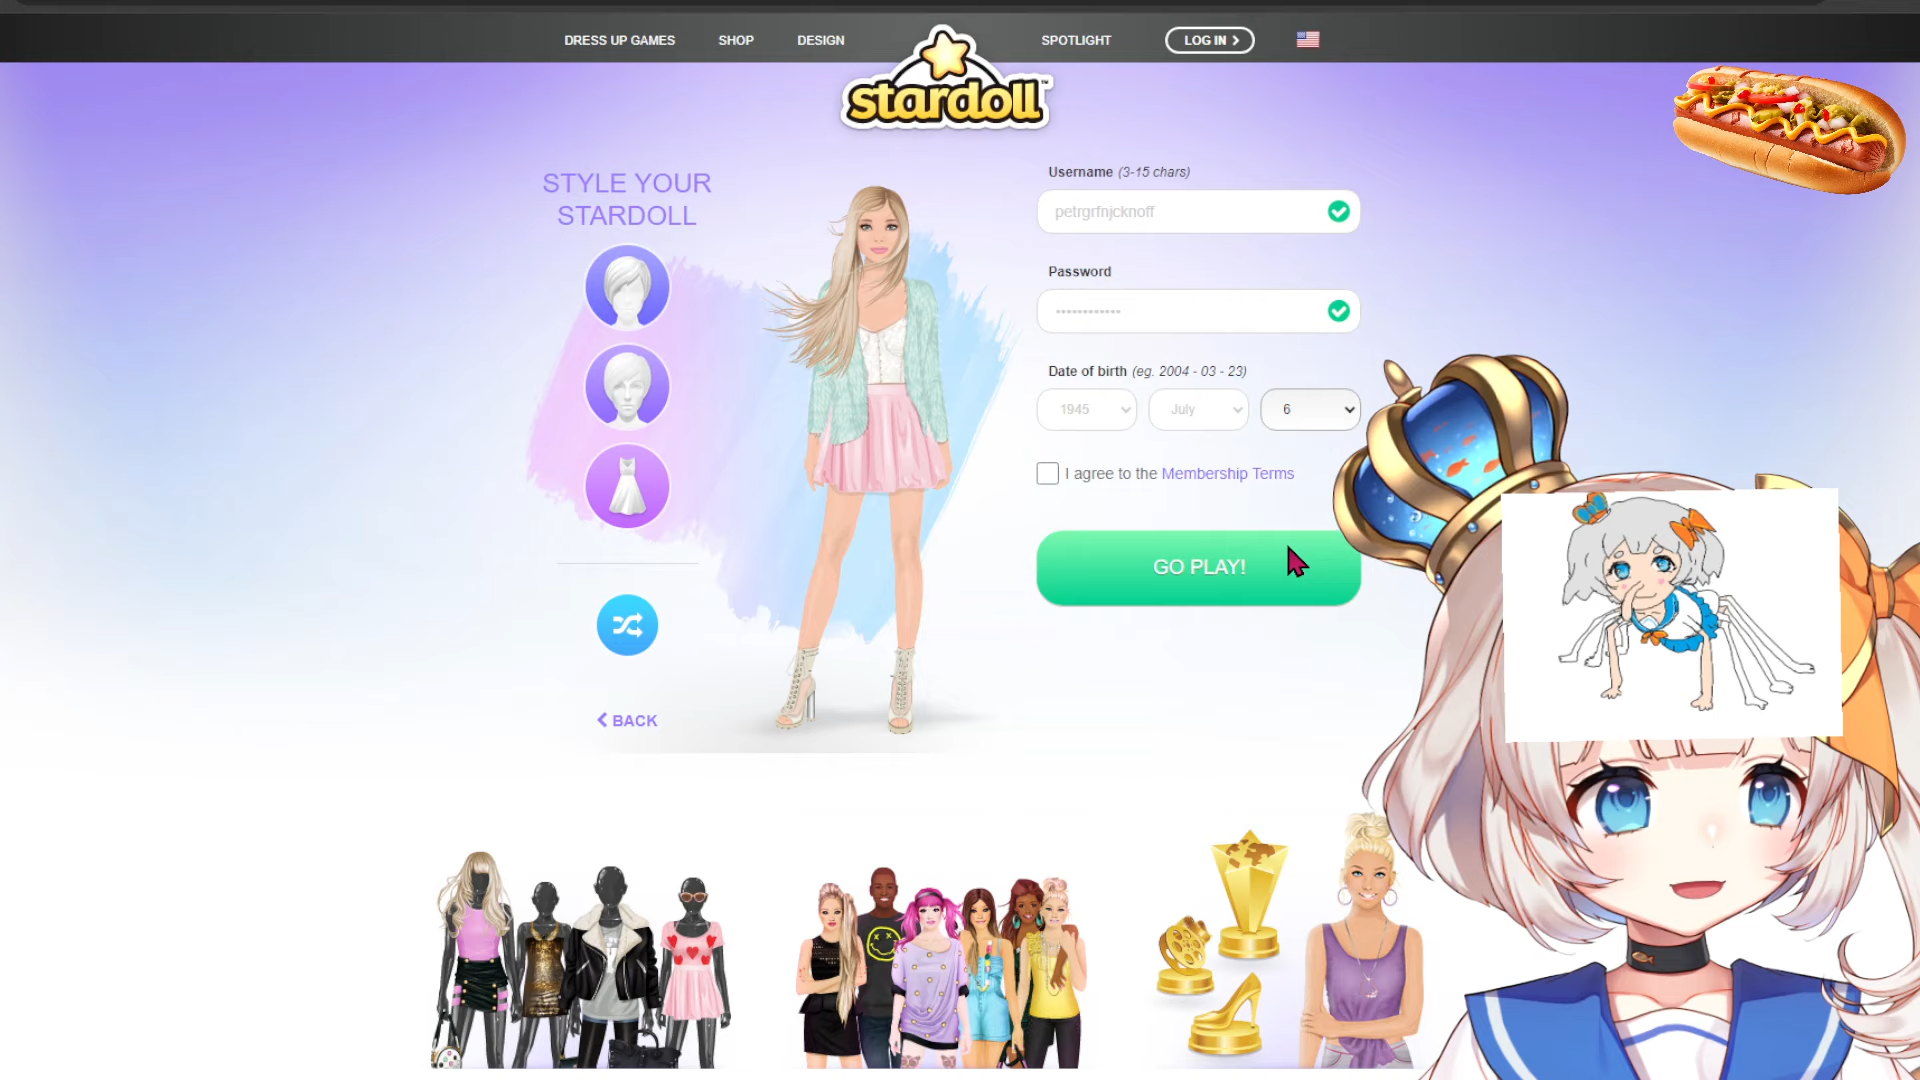 DRESS UP GAMES
SHOP
DESIGN
stardoll™
SPOTLIGHT
LOG IN
STYLE YOUR
STARDOLL
BACK
Username (3-15 chars)
petrgrfnjcknoff
Password
Date of birth (eg. 2004 - 03 - 23)
1945
July
6
I agree to the Membership Terms
GO PLAY!